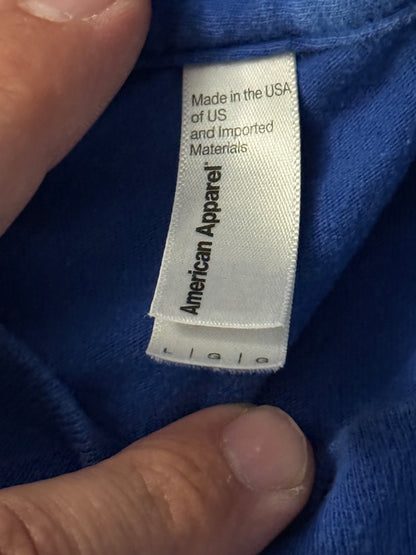 Made in the USA
of US
and Imported
Materials
American Apparel
L | G | G